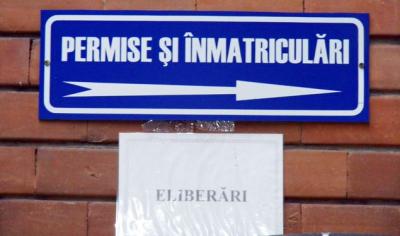 PERMISE ŞI ÎNMATRICULĂRI
ELiBERĂRI